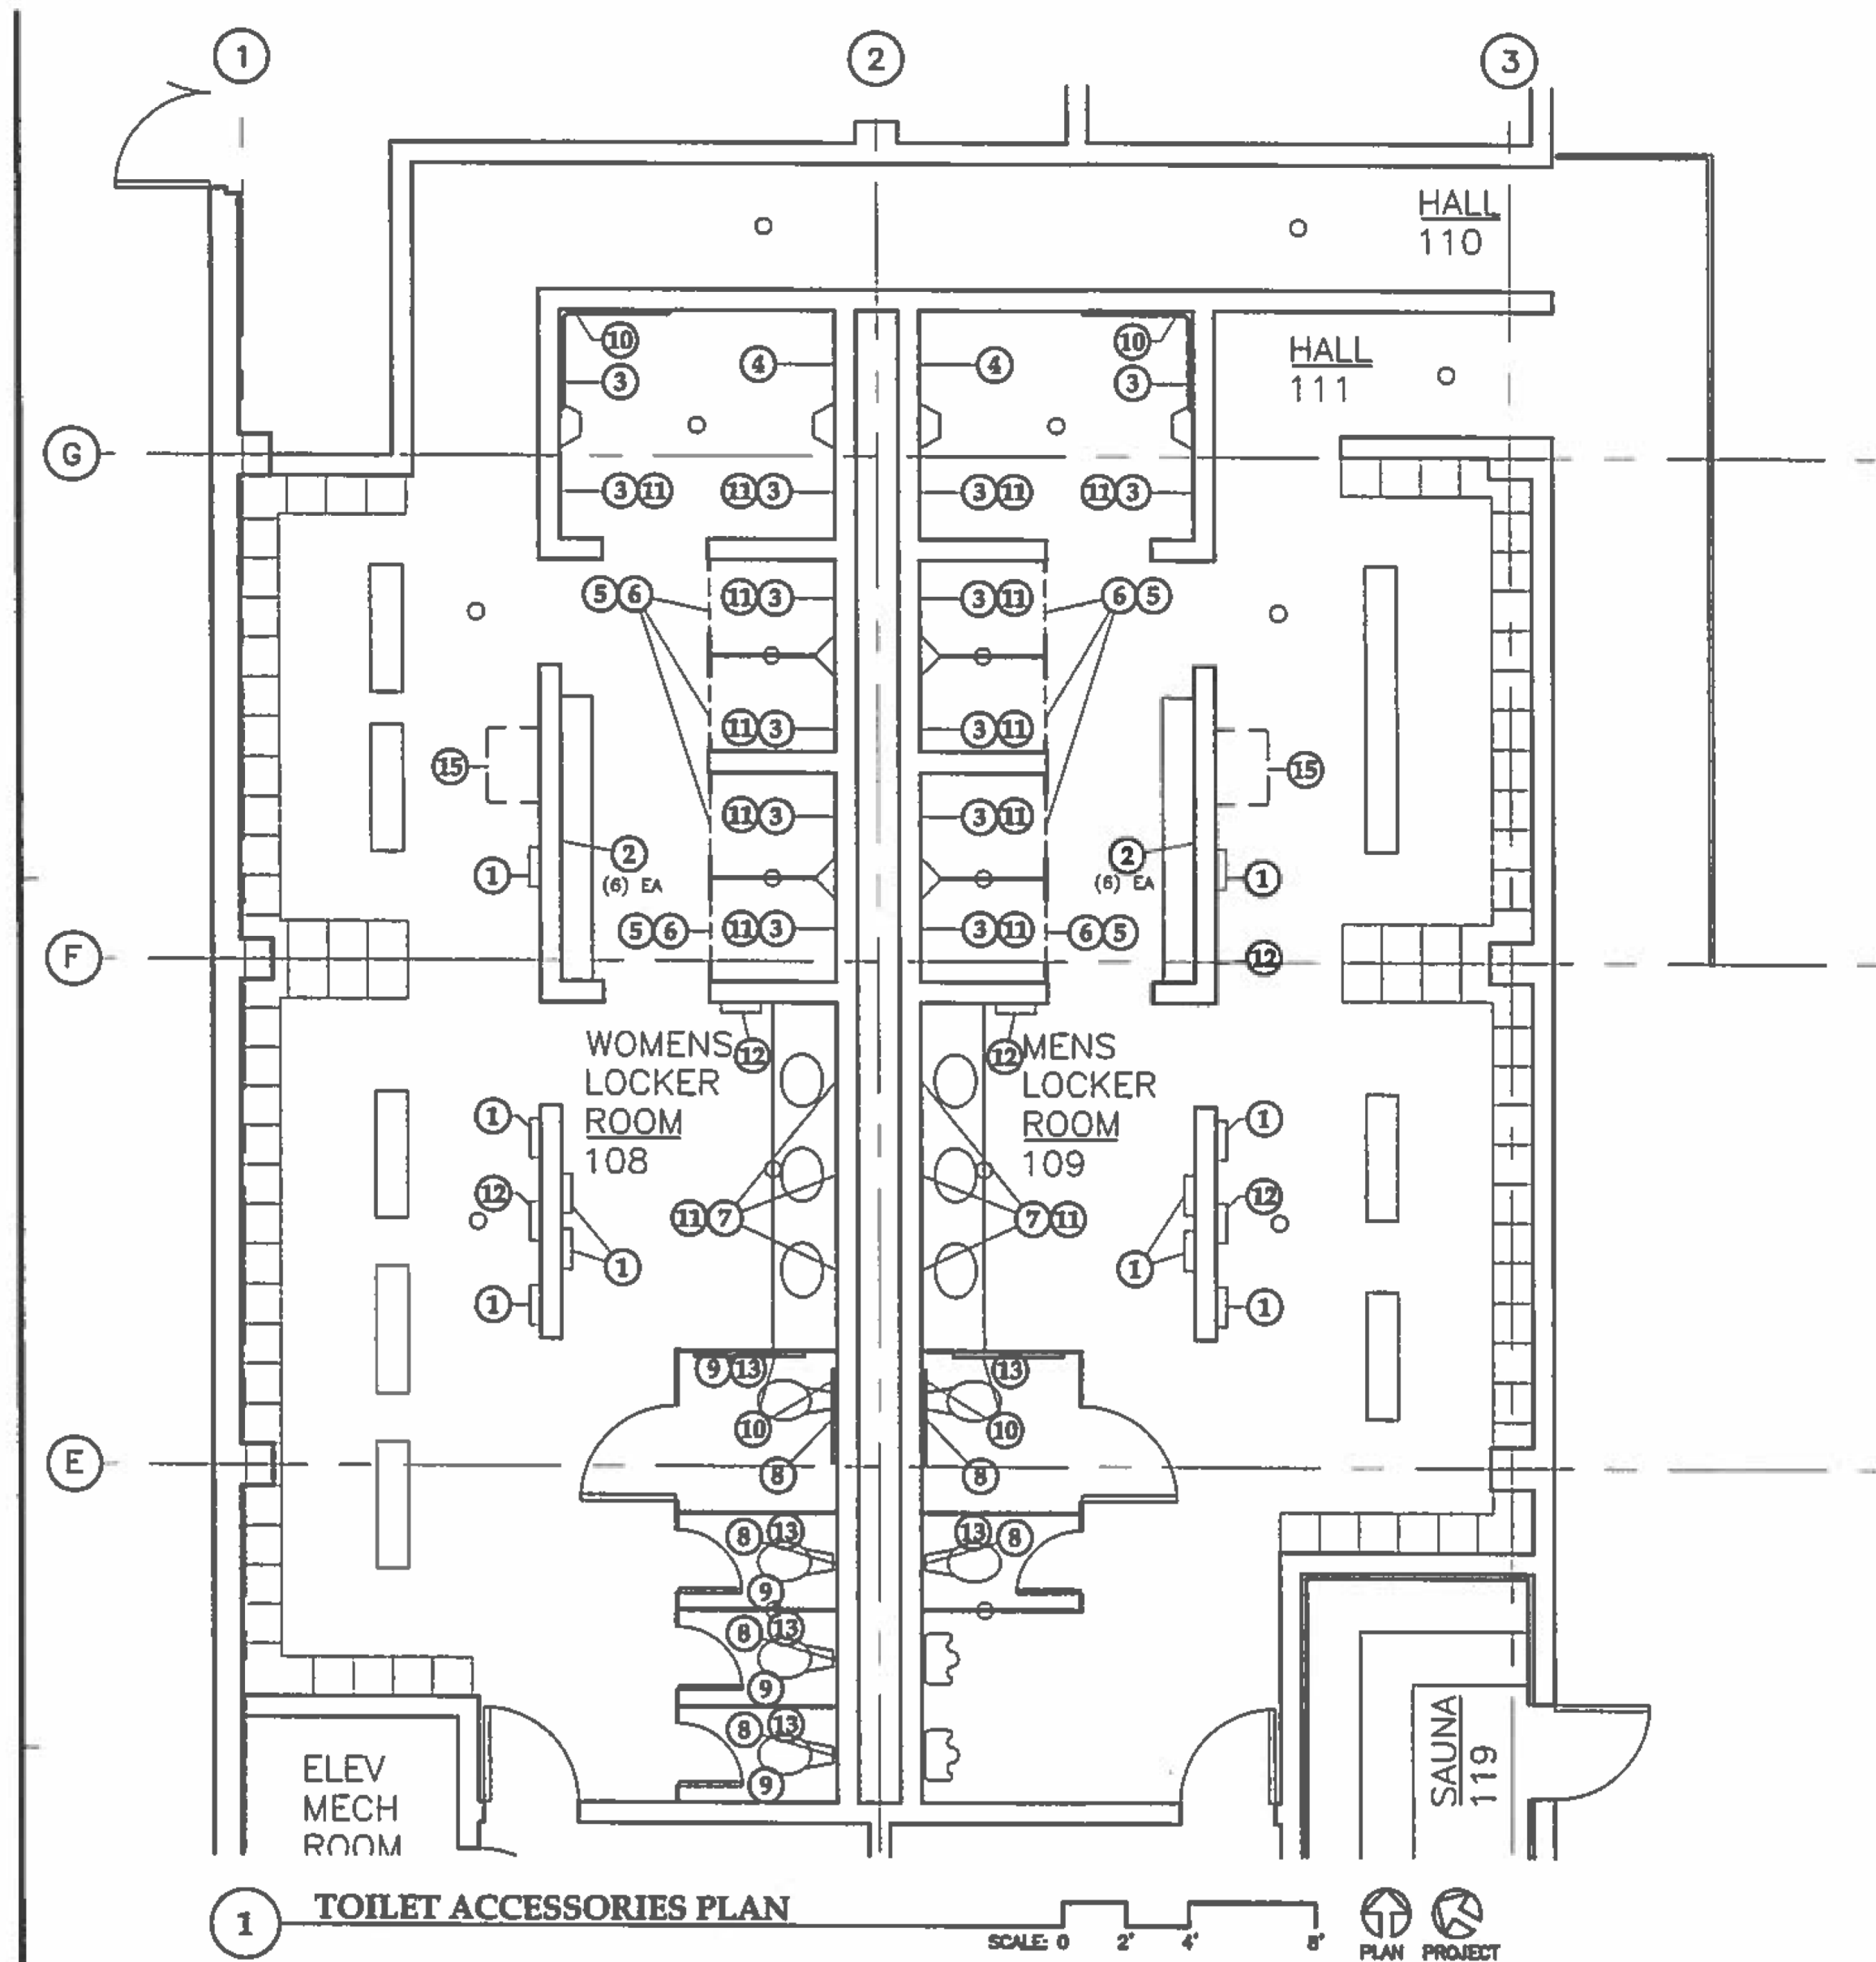 1 2 3
HALL
110
10 4 4 10
HALL
111
3 3
G
3 11 11 3 3 11 11 3
5 6 11 3 3 11 6 5
11 3 3 11
15 15
11 3 3 11
2 2
(6) EA (6) EA
1 1
5 6 11 3 3 11 6 5
F
12
WOMENS
LOCKER
ROOM
108
12
12
MENS
LOCKER
ROOM
109
1 1
12 12
11 7 7 11
1 1
1 1
9 13 13
10 10
E
8 8
8 13 13 8
9
8 13
9
8 13
9
ELEV
MECH
ROOM
SAUNA
119
1 TOILET ACCESSORIES PLAN
SCALE: 0 2' 4' 8'
PLAN PROJECT